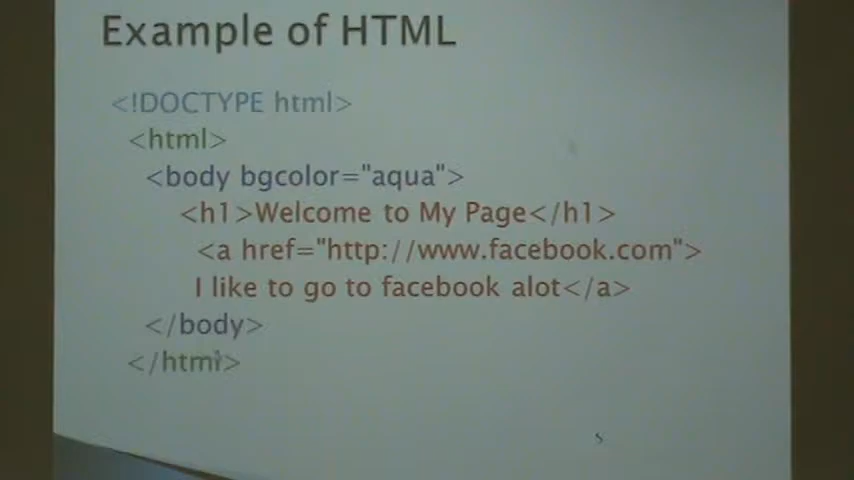 Example of HTML
<!DOCTYPE html>
<html>
<body bgcolor="aqua">
<h1>Welcome to My Page</h1>
<a href="http://www.facebook.com">
I like to go to facebook alot</a>
</body>
</html>
5